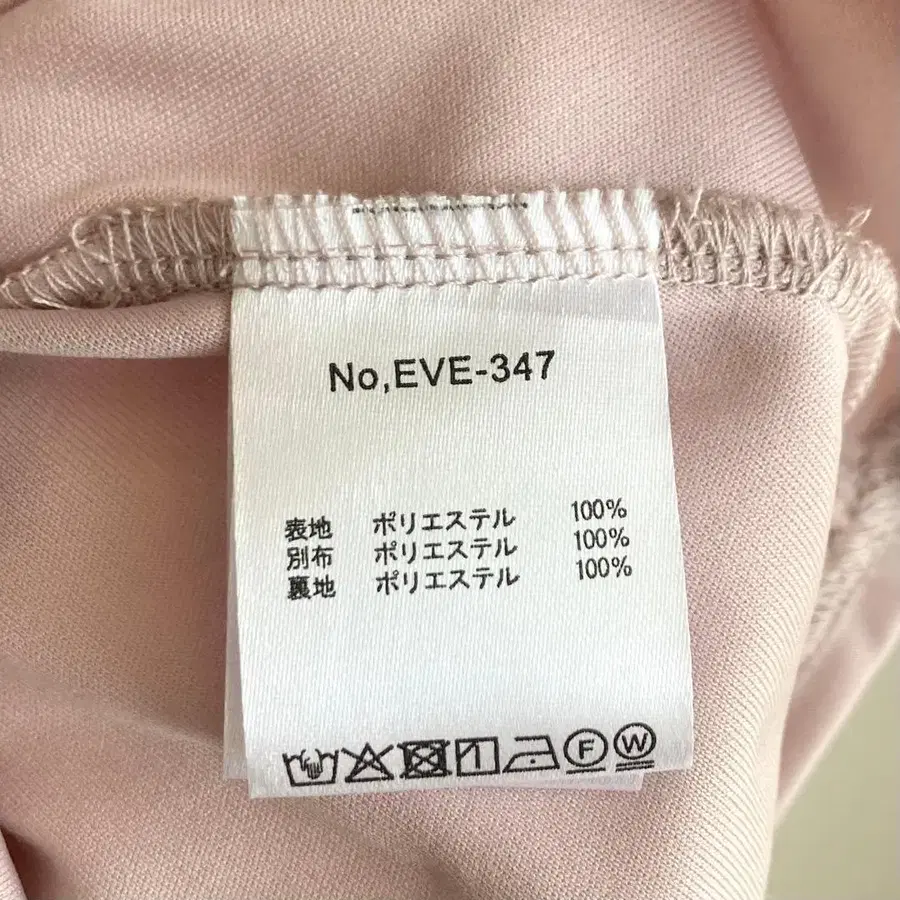 No,EVE-347
表地 ポリエステル 100%
別布 ポリエステル 100%
裏地 ポリエステル 100%
F W